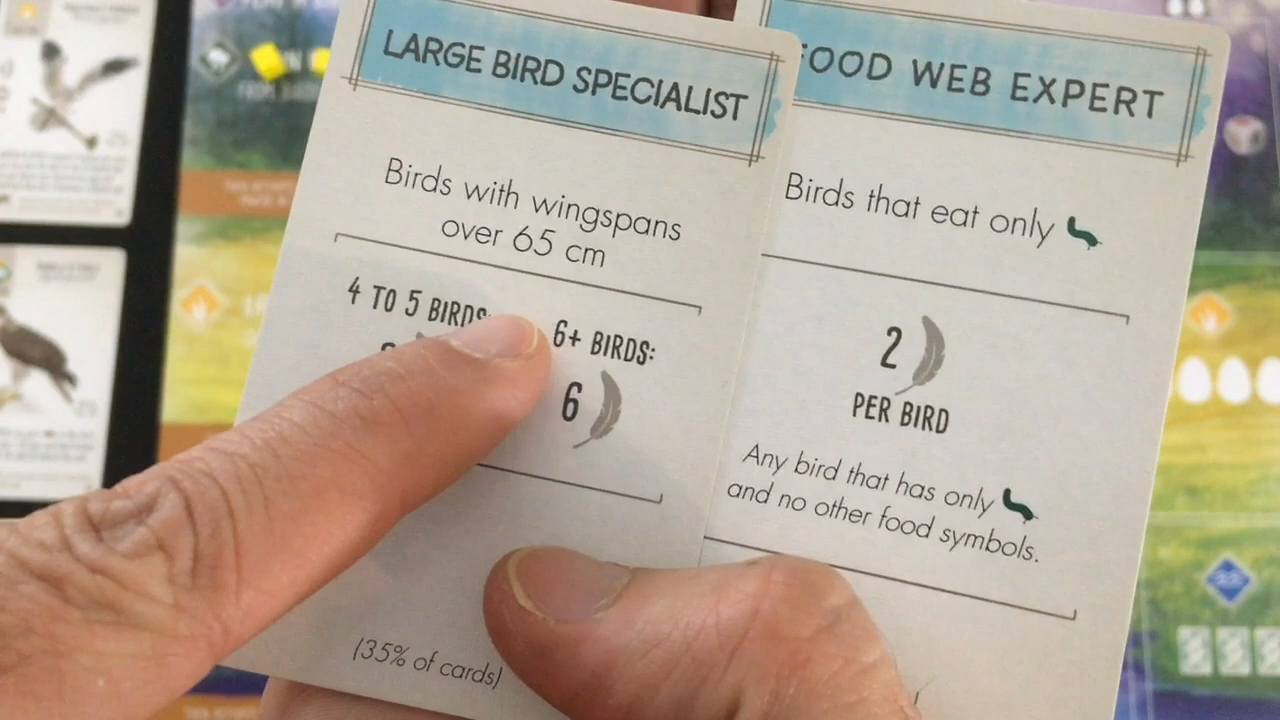 LARGE BIRD SPECIALIST
Birds with wingspans
over 65 cm
4 TO 5 BIRDS:
6+ BIRDS:
6
(35% of cards)
FOOD WEB EXPERT
Birds that eat only
2
PER BIRD
Any bird that has only
and no other food symbols.